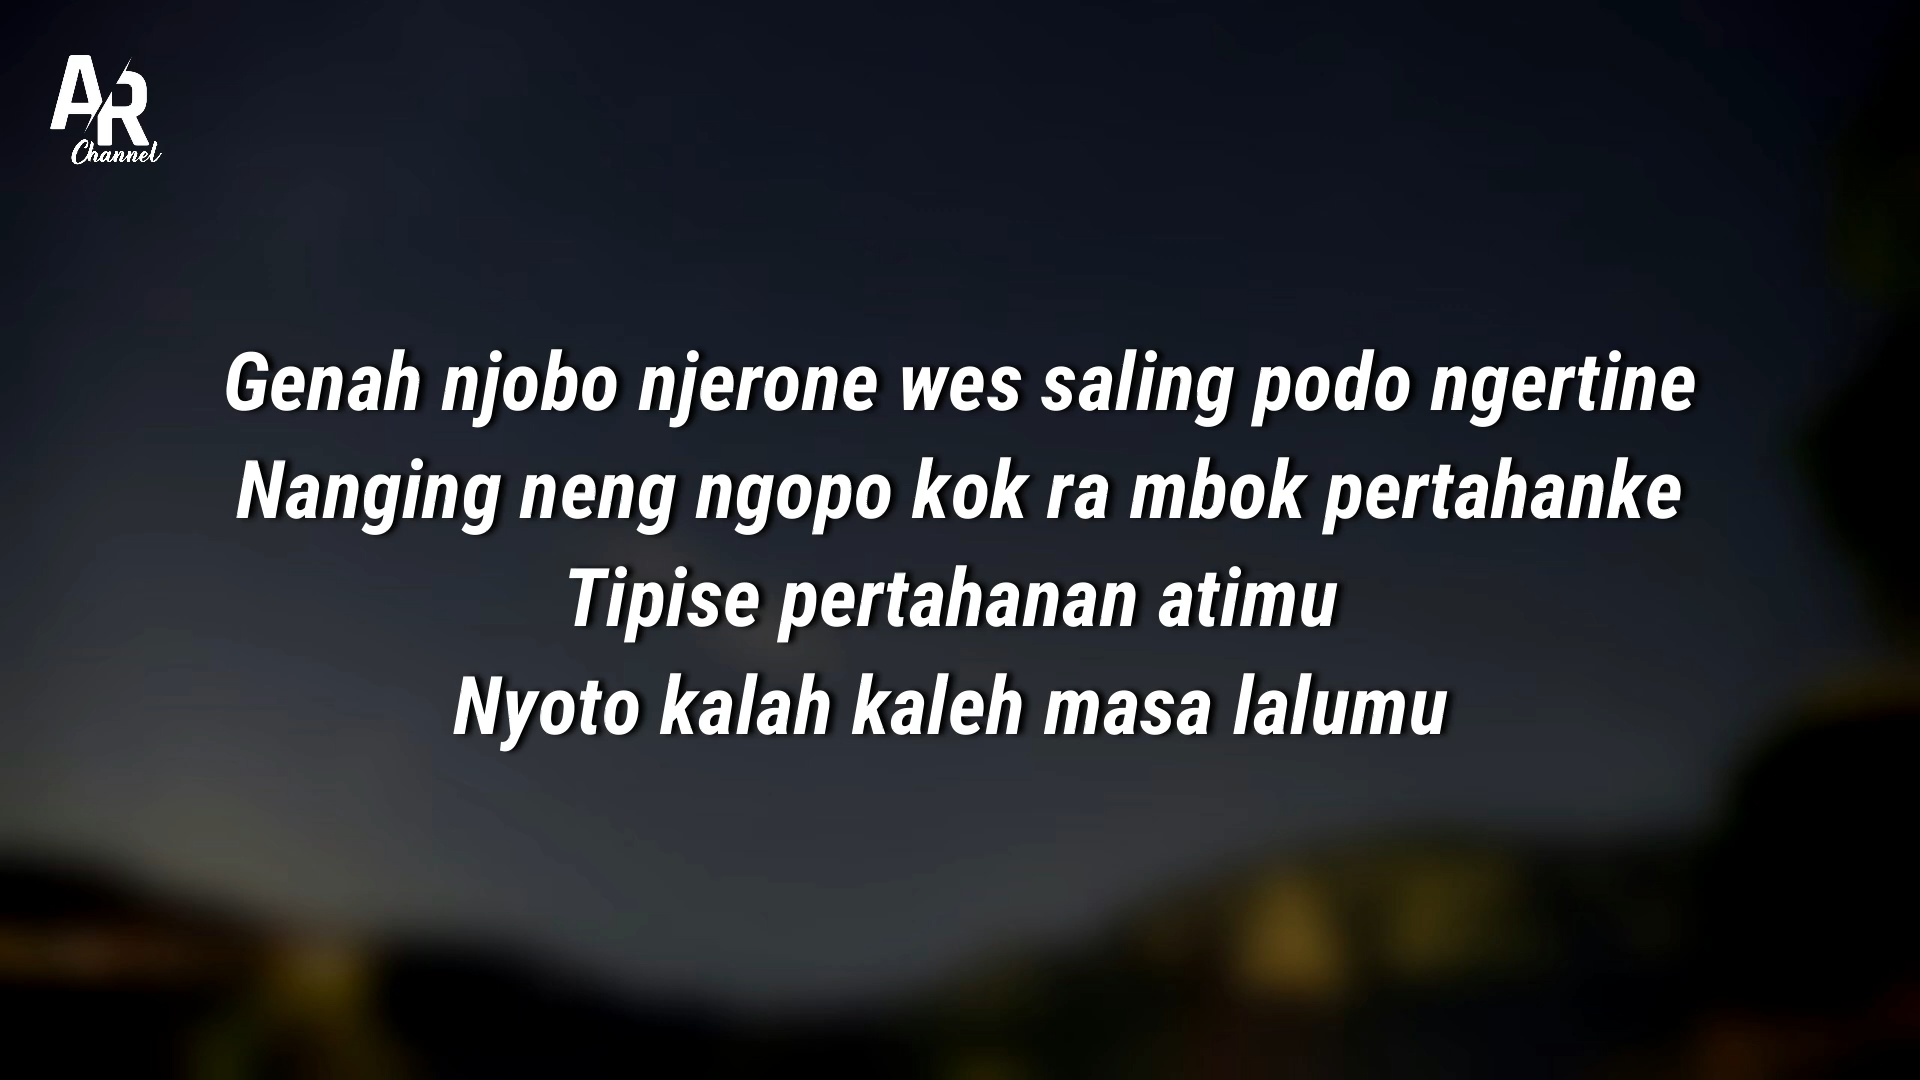 AR
Channel
Genah njobo njerone wes saling podo ngertine
Nanging neng ngopo kok ra mbok pertahanke
Tipise pertahanan atimu
Nyoto kalah kaleh masa lalumu